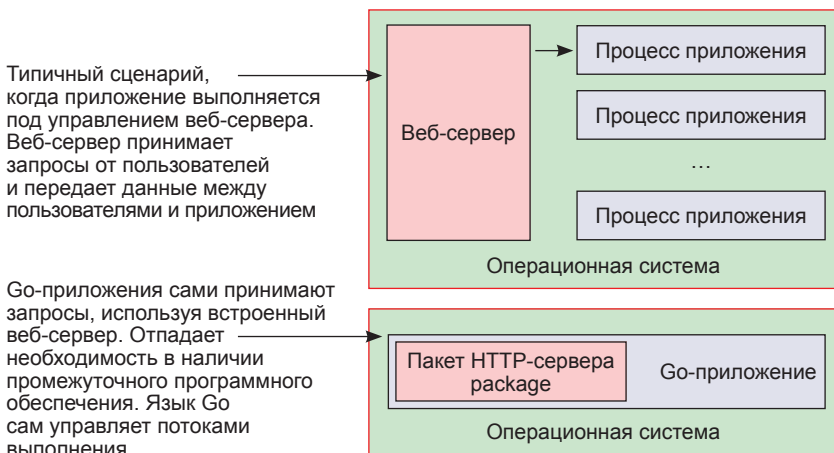 Типичный сценарий,
когда приложение выполняется
под управлением веб-сервера.
Веб-сервер принимает
запросы от пользователей
и передает данные между
пользователями и приложением
Веб-сервер
Процесс приложения
Процесс приложения
…
Процесс приложения
Операционная система
Go-приложения сами принимают
запросы, используя встроенный
веб-сервер. Отпадает
необходимость в наличии
промежуточного программного
обеспечения. Язык Go
сам управляет потоками
выполнения
Пакет HTTP-сервера
package
Go-приложение
Операционная система